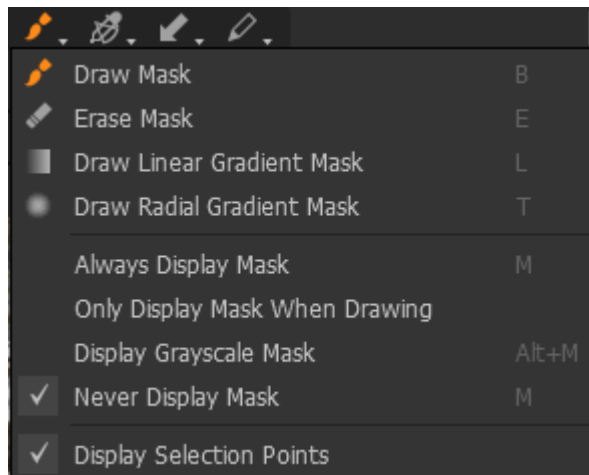 Draw Mask B
Erase Mask E
Draw Linear Gradient Mask L
Draw Radial Gradient Mask T
Always Display Mask M
Only Display Mask When Drawing
Display Grayscale Mask Alt+M
Never Display Mask M
Display Selection Points